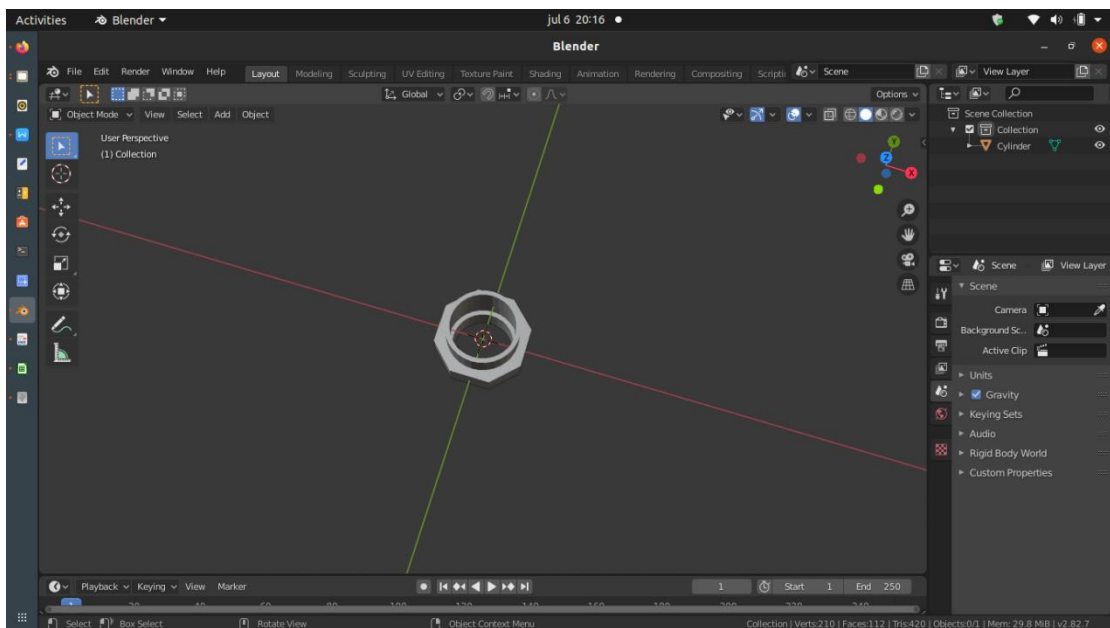 Activities Blender jul 6 20:16
Blender
File Edit Render Window Help Layout Modeling Sculpting UV Editing Texture Paint Shading Animation Rendering Compositing Scripti Scene View Layer
Global Options
Object Mode View Select Add Object
User Perspective
(1) Collection
Y
Z
X
Scene Collection
Collection
Cylinder
Scene View Layer
Scene
Camera
Background Sc..
Active Clip
Units
Gravity
Keying Sets
Audio
Rigid Body World
Custom Properties
Playback Keying View Marker 1 Start 1 End 250
Select Box Select Rotate View Object Context Menu Collection | Verts:210 | Faces:112 | Tris:420 | Objects:0/1 | Mem: 29.8 MiB | v2.82.7